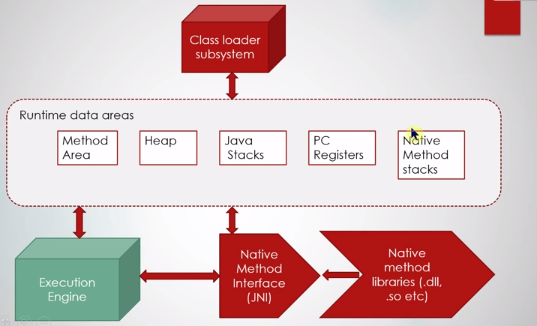 Class loader
subsystem
Runtime data areas
Method
Area
Heap
Java
Stacks
PC
Registers
Native
Method
stacks
Execution
Engine
Native
Method
Interface
(JNI)
Native
method
libraries (.dll,
.so etc)